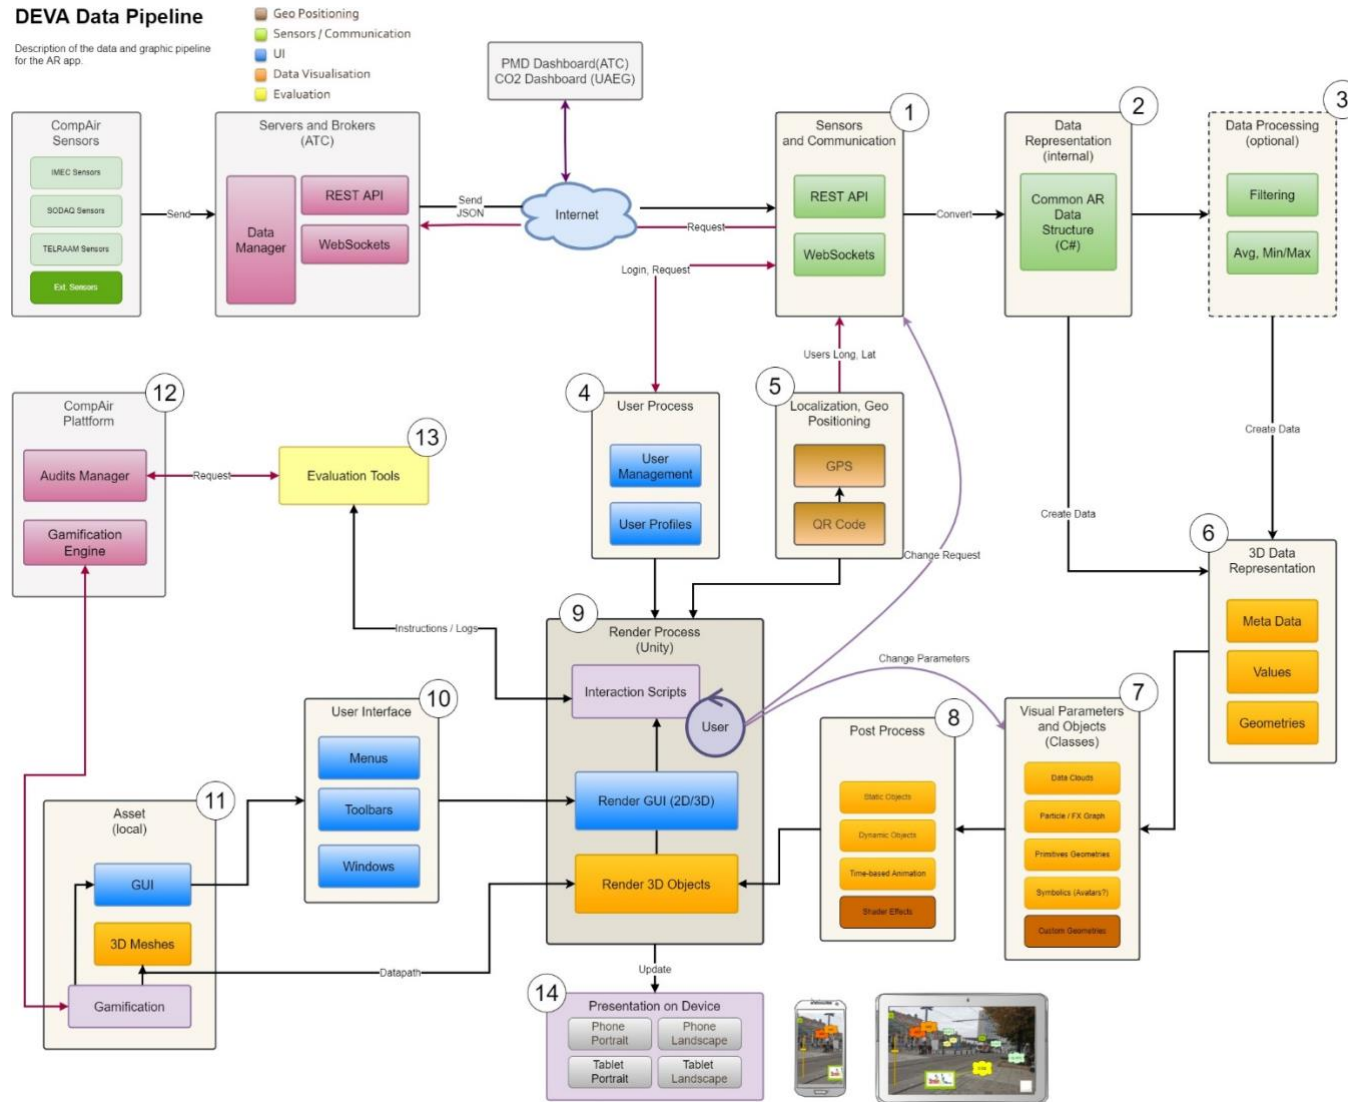 DEVA Data Pipeline
Description of the data and graphic pipeline
for the AR app.
Geo Positioning
Sensors / Communication
UI
Data Visualisation
Evaluation
PMD Dashboard(ATC)
CO2 Dashboard (UAEG)
CompAir
Sensors
IMEC Sensors
SODAQ Sensors
TELRAAM Sensors
Ext. Sensors
Send
Servers and Brokers
(ATC)
Data
Manager
REST API
WebSockets
Send
JSON
Internet
Request
Login, Request
1
Sensors
and Communication
REST API
WebSockets
Convert
2
Data
Representation
(internal)
Common AR
Data
Structure
(C#)
3
Data Processing
(optional)
Filtering
Avg, Min/Max
Users Long, Lat
Create Data
Create Data
12
CompAir
Plattform
Audits Manager
Gamification
Engine
Request
13
Evaluation Tools
4
User Process
User
Management
User Profiles
5
Localization, Geo
Positioning
GPS
QR Code
Change Request
6
3D Data
Representation
Meta Data
Values
Geometries
Instructions / Logs
9
Render Process
(Unity)
Interaction Scripts
User
Render GUI (2D/3D)
Render 3D Objects
Change Parameters
7
Visual Parameters
and Objects
(Classes)
Data Clouds
Particle / FX Graph
Primitives Geometries
Symbolics (Avatars?)
Custom Geometries
8
Post Process
Static Objects
Dynamic Objects
Time-based Animation
Shader Effects
10
User Interface
Menus
Toolbars
Windows
11
Asset
(local)
GUI
3D Meshes
Gamification
Datapath
Update
14
Presentation on Device
Phone
Portrait
Phone
Landscape
Tablet
Portrait
Tablet
Landscape